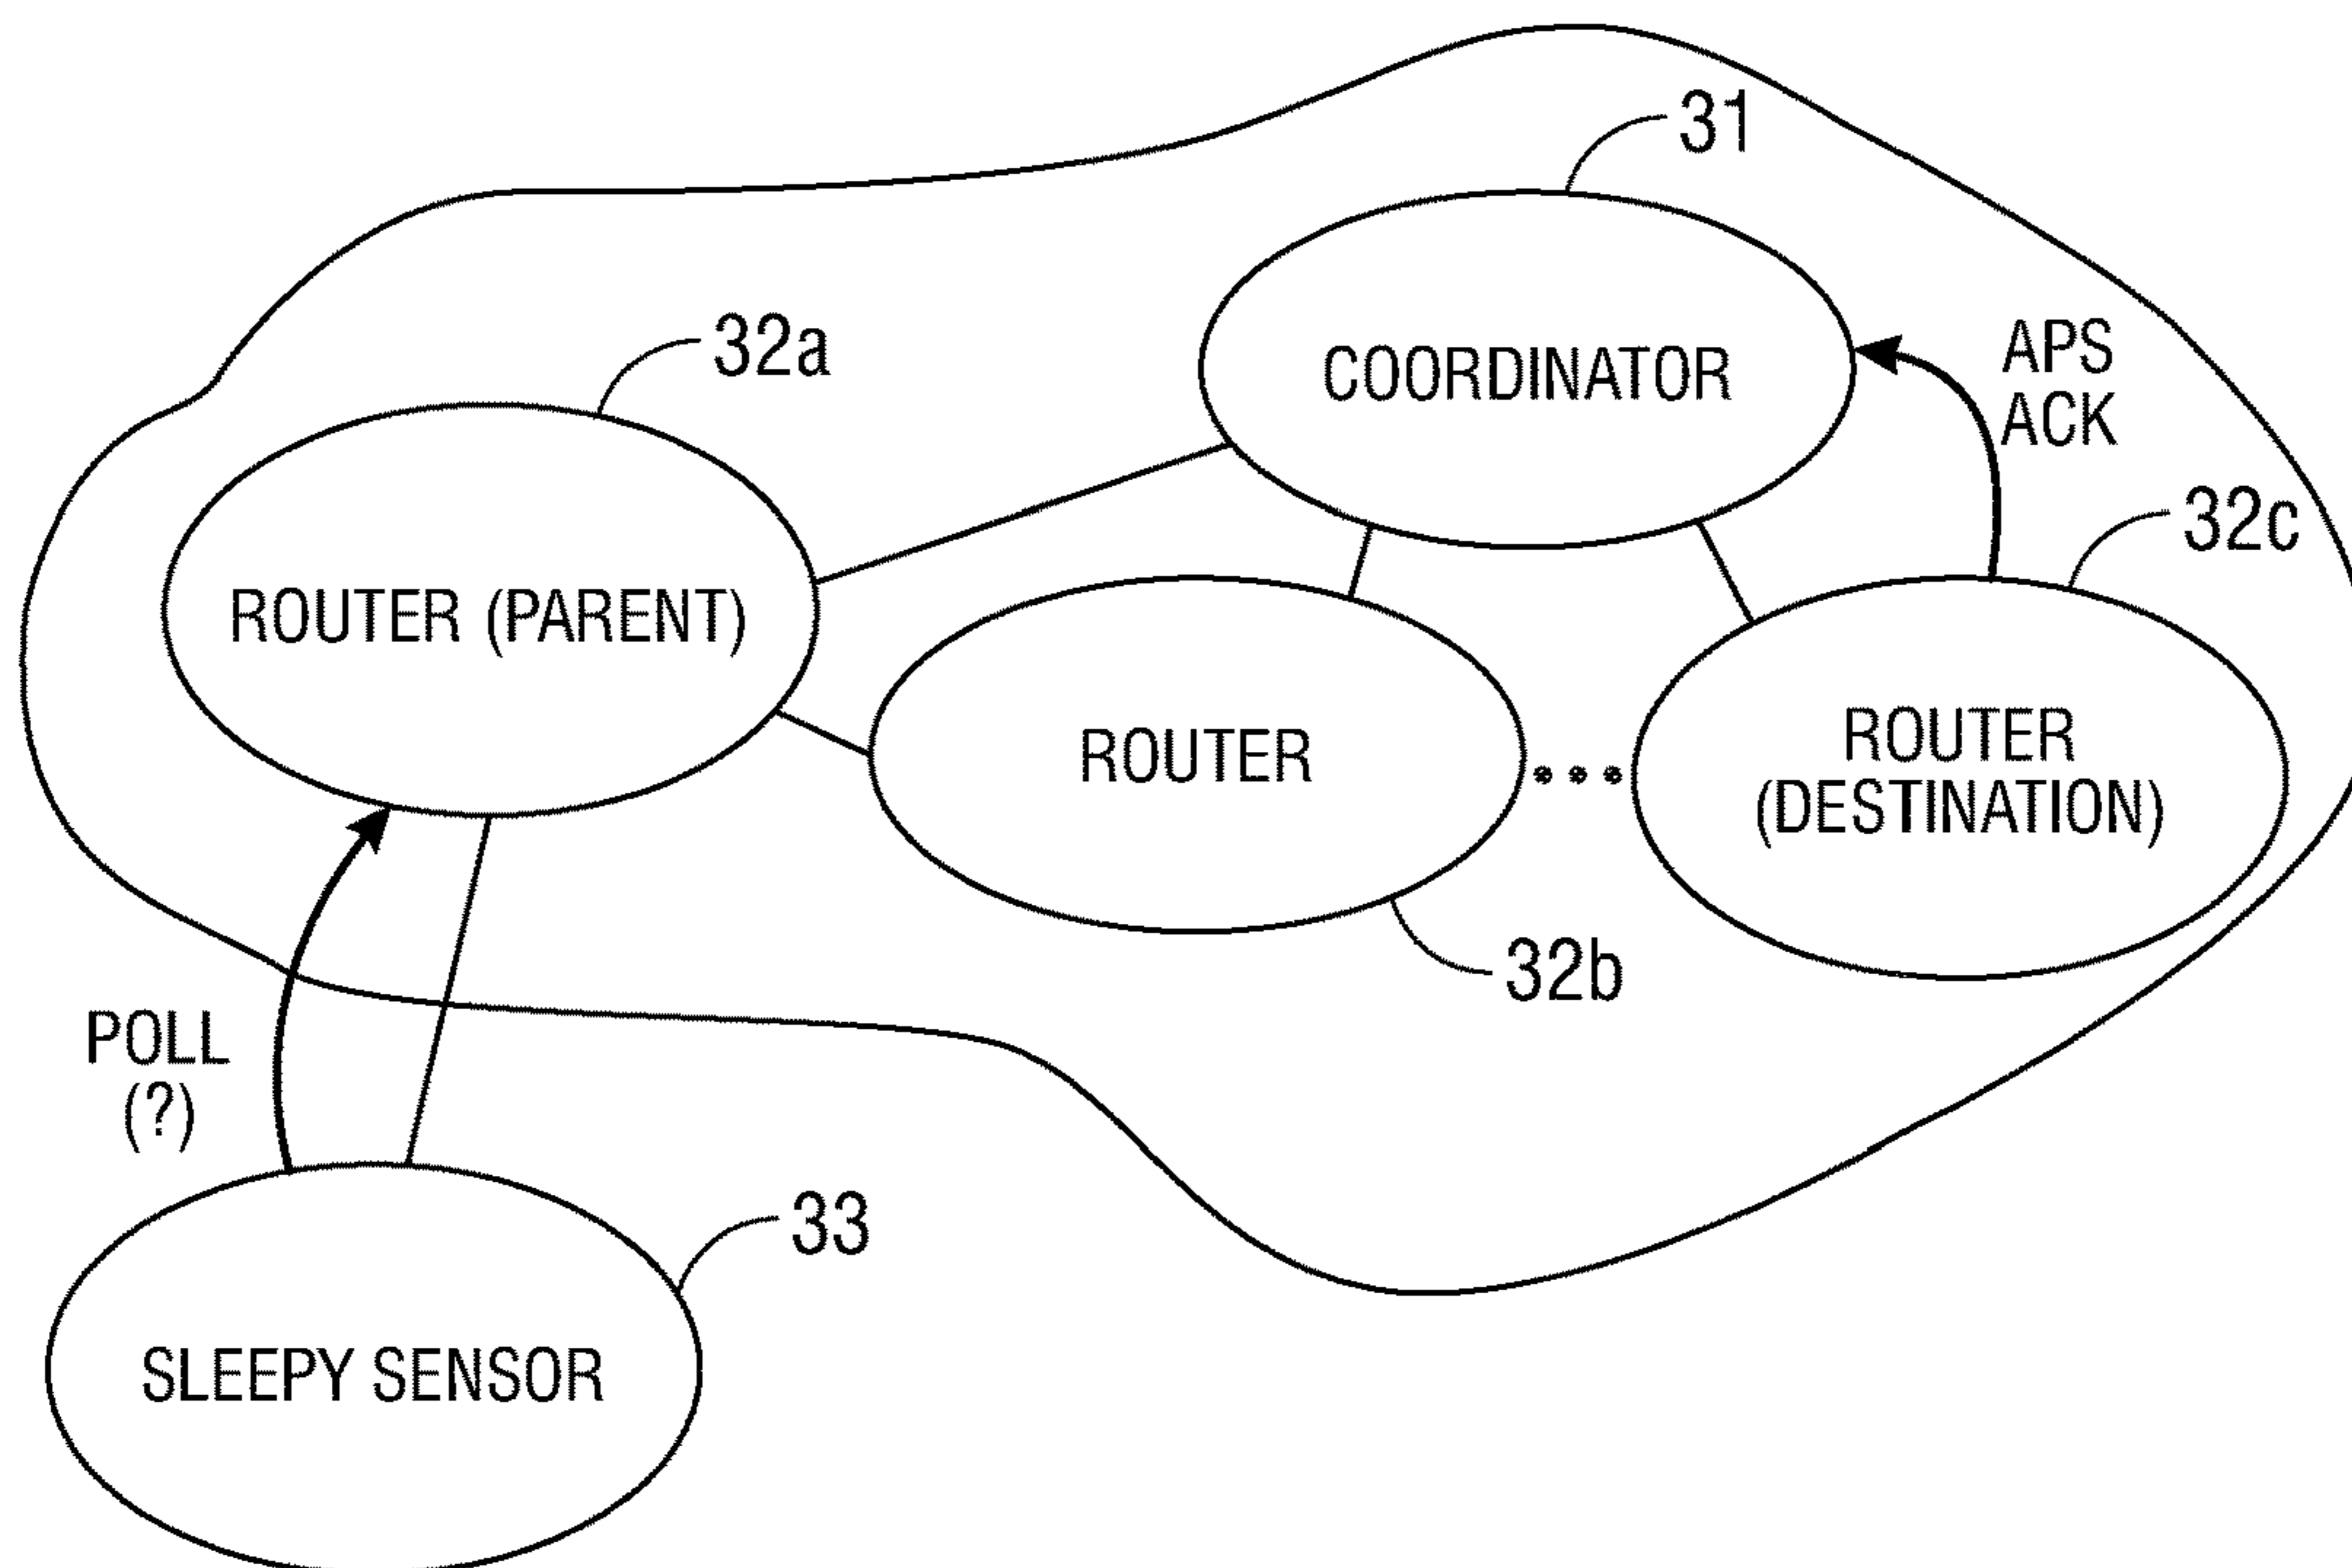 31
32a
COORDINATOR
APS
ACK
32c
ROUTER (PARENT)
ROUTER
ROUTER
(DESTINATION)
32b
POLL
(?)
33
SLEEPY SENSOR